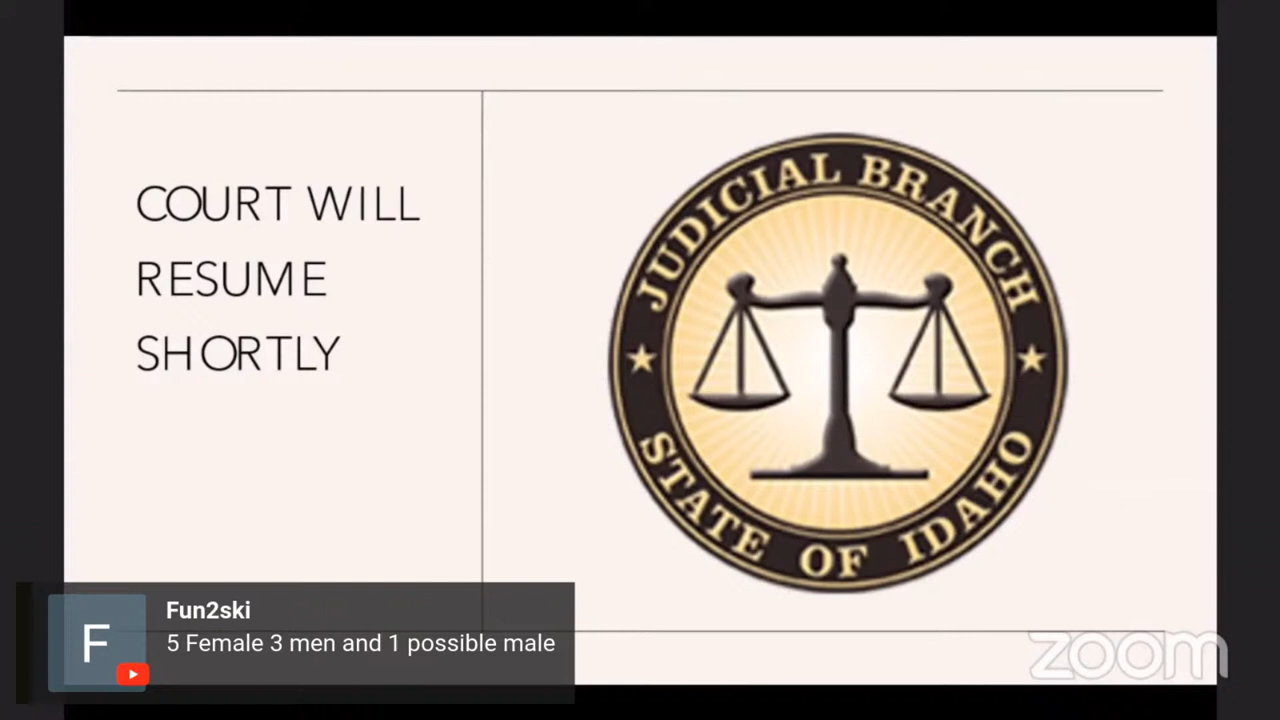 COURT WILL
RESUME
SHORTLY
JUDICIAL BRANCH
STATE OF IDAHO
F
Fun2ski
5 Female 3 men and 1 possible male
zoom